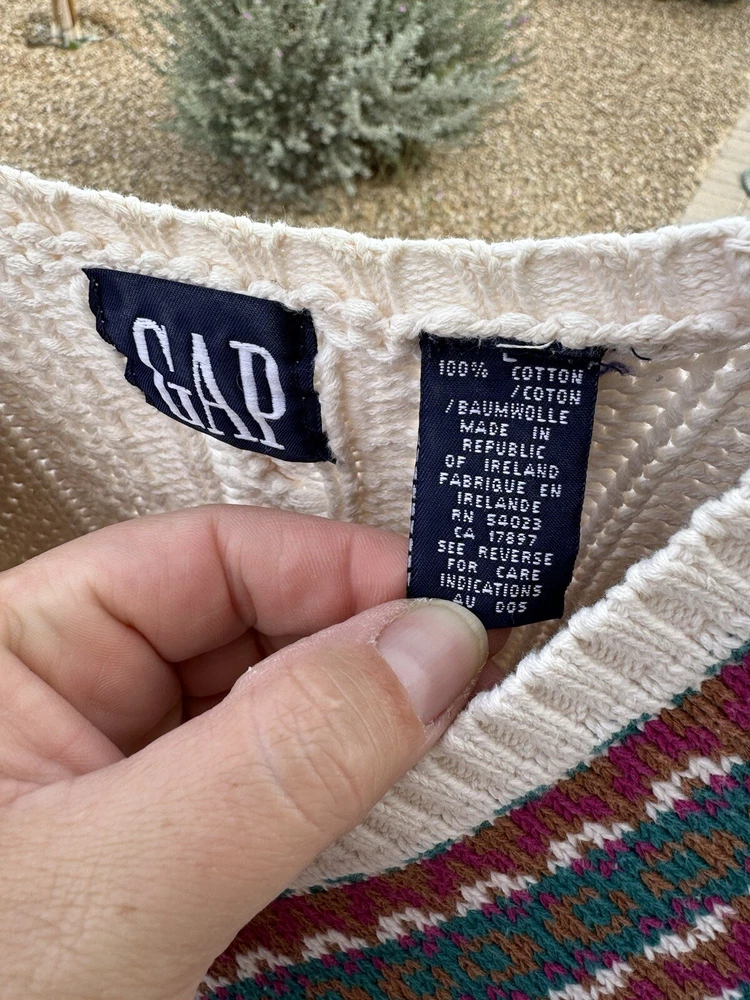 GAP
L
100% COTTON
/COTON
/BAUMWOLLE
MADE IN
REPUBLIC
OF IRELAND
FABRIQUE EN
IRELANDE
RN 54023
CA 17897
SEE REVERSE
FOR CARE
INDICATIONS
AU DOS